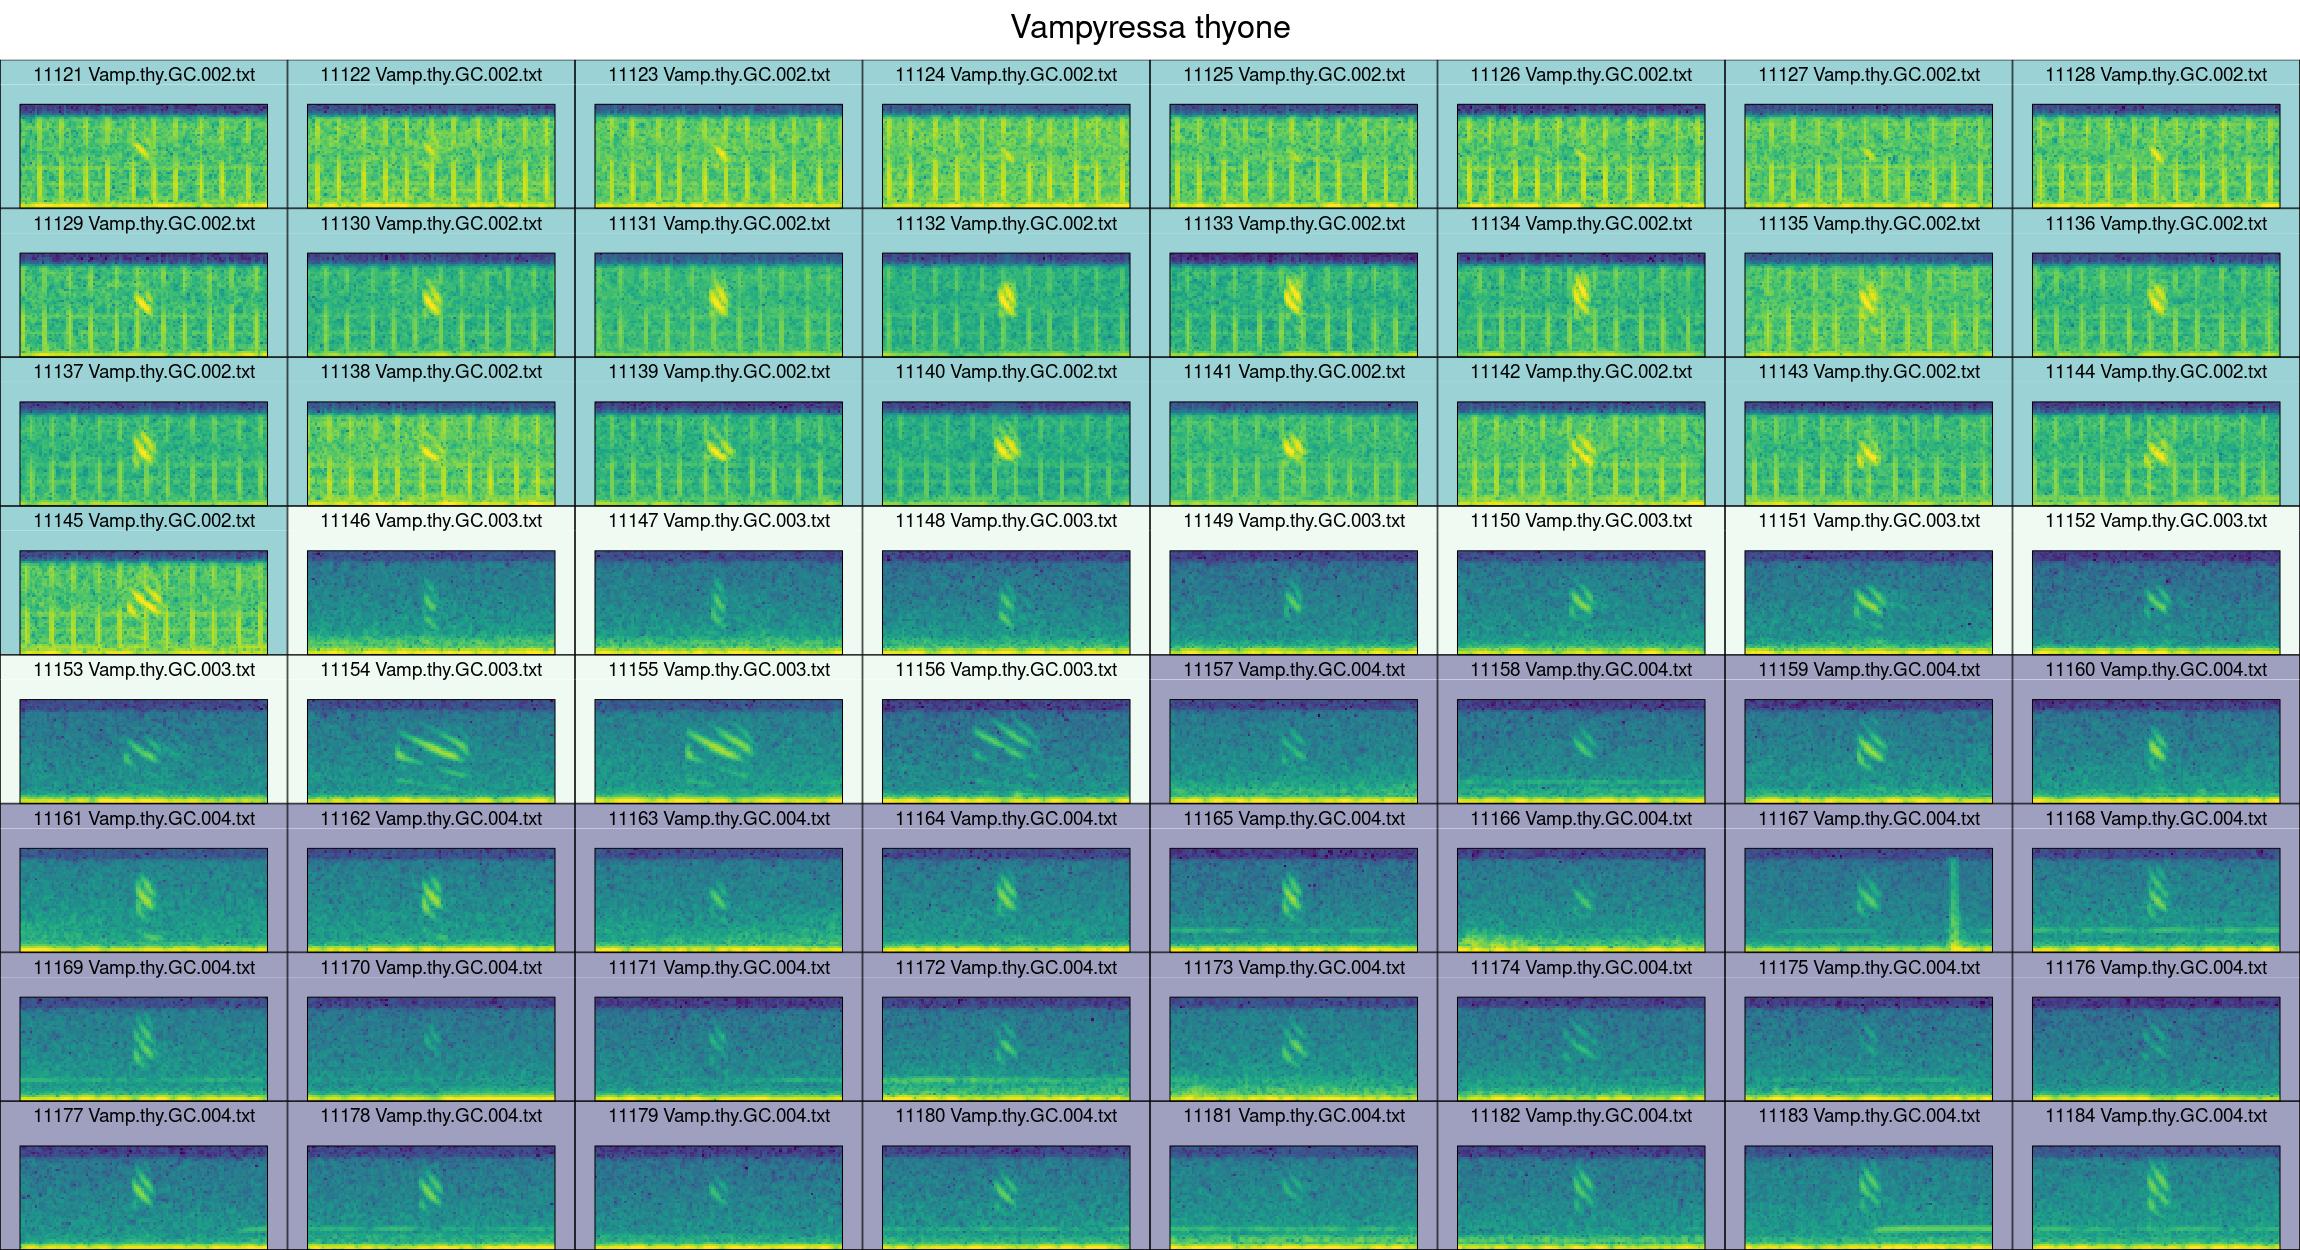 Vampyressa thyone
11121 Vamp.thy.GC.002.txt 11122 Vamp.thy.GC.002.txt 11123 Vamp.thy.GC.002.txt 11124 Vamp.thy.GC.002.txt 11125 Vamp.thy.GC.002.txt 11126 Vamp.thy.GC.002.txt 11127 Vamp.thy.GC.002.txt 11128 Vamp.thy.GC.002.txt
11129 Vamp.thy.GC.002.txt 11130 Vamp.thy.GC.002.txt 11131 Vamp.thy.GC.002.txt 11132 Vamp.thy.GC.002.txt 11133 Vamp.thy.GC.002.txt 11134 Vamp.thy.GC.002.txt 11135 Vamp.thy.GC.002.txt 11136 Vamp.thy.GC.002.txt
11137 Vamp.thy.GC.002.txt 11138 Vamp.thy.GC.002.txt 11139 Vamp.thy.GC.002.txt 11140 Vamp.thy.GC.002.txt 11141 Vamp.thy.GC.002.txt 11142 Vamp.thy.GC.002.txt 11143 Vamp.thy.GC.002.txt 11144 Vamp.thy.GC.002.txt
11145 Vamp.thy.GC.002.txt 11146 Vamp.thy.GC.003.txt 11147 Vamp.thy.GC.003.txt 11148 Vamp.thy.GC.003.txt 11149 Vamp.thy.GC.003.txt 11150 Vamp.thy.GC.003.txt 11151 Vamp.thy.GC.003.txt 11152 Vamp.thy.GC.003.txt
11153 Vamp.thy.GC.003.txt 11154 Vamp.thy.GC.003.txt 11155 Vamp.thy.GC.003.txt 11156 Vamp.thy.GC.003.txt 11157 Vamp.thy.GC.004.txt 11158 Vamp.thy.GC.004.txt 11159 Vamp.thy.GC.004.txt 11160 Vamp.thy.GC.004.txt
11161 Vamp.thy.GC.004.txt 11162 Vamp.thy.GC.004.txt 11163 Vamp.thy.GC.004.txt 11164 Vamp.thy.GC.004.txt 11165 Vamp.thy.GC.004.txt 11166 Vamp.thy.GC.004.txt 11167 Vamp.thy.GC.004.txt 11168 Vamp.thy.GC.004.txt
11169 Vamp.thy.GC.004.txt 11170 Vamp.thy.GC.004.txt 11171 Vamp.thy.GC.004.txt 11172 Vamp.thy.GC.004.txt 11173 Vamp.thy.GC.004.txt 11174 Vamp.thy.GC.004.txt 11175 Vamp.thy.GC.004.txt 11176 Vamp.thy.GC.004.txt
11177 Vamp.thy.GC.004.txt 11178 Vamp.thy.GC.004.txt 11179 Vamp.thy.GC.004.txt 11180 Vamp.thy.GC.004.txt 11181 Vamp.thy.GC.004.txt 11182 Vamp.thy.GC.004.txt 11183 Vamp.thy.GC.004.txt 11184 Vamp.thy.GC.004.txt